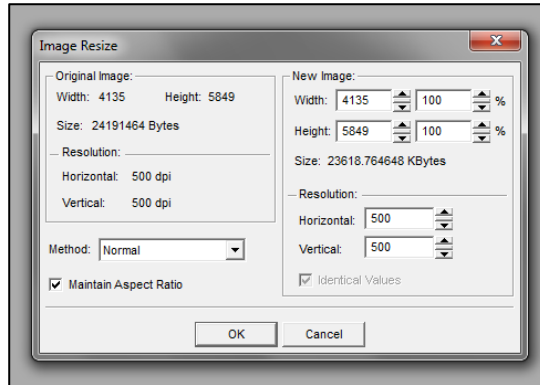 Image Resize
Original Image:
Width: 4135 Height: 5849
Size: 24191464 Bytes
Resolution:
Horizontal: 500 dpi
Vertical: 500 dpi
Method: Normal
Maintain Aspect Ratio
New Image:
Width: 4135 100 %
Height: 5849 100 %
Size: 23618.764648 KBytes
Resolution:
Horizontal: 500
Vertical: 500
Identical Values
OK Cancel